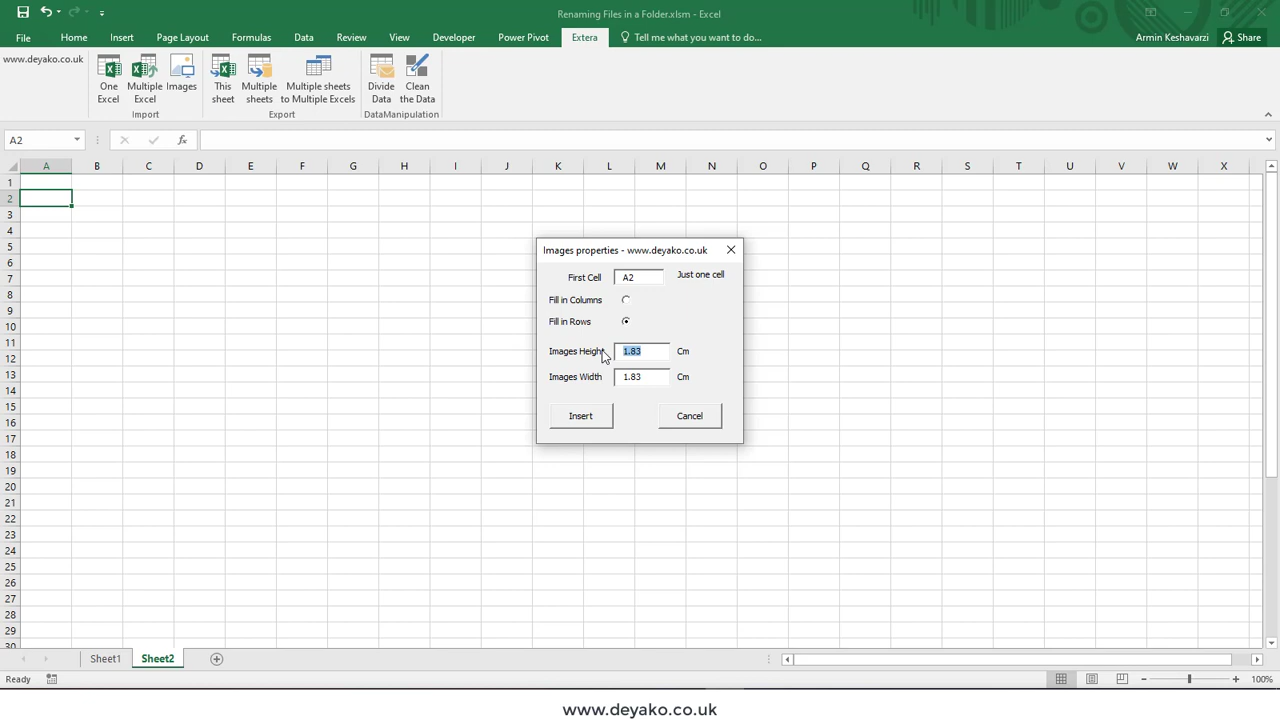 Renaming Files in a Folder.xlsm - Excel
File Home Insert Page Layout Formulas Data Review View Developer Power Pivot Extera Tell me what you want to do... Armin Keshavarzi Share
www.deyako.co.uk
One Excel
Multiple Excel
Images
This sheet
Multiple sheets
Multiple sheets to Multiple Excels
Divide Data
Clean the Data
Import Export DataManipulation
A2 fx
A B C D E F G H I J K L M N O P Q R S T U V W X
1
2
3
4
5
6
7
8
9
10
11
12
13
14
15
16
17
18
19
20
21
22
23
24
25
26
27
28
29
30
Images properties - www.deyako.co.uk
First Cell A2 Just one cell
Fill in Columns
Fill in Rows
Images Height 1.83 Cm
Images Width 1.83 Cm
Insert Cancel
Sheet1 Sheet2
Ready 100%
www.deyako.co.uk